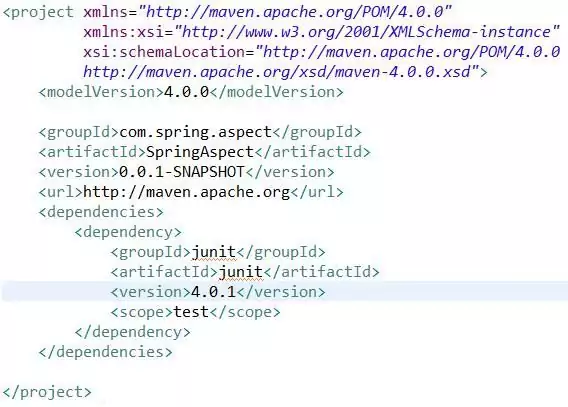 <project xmlns="http://maven.apache.org/POM/4.0.0"
xmlns:xsi="http://www.w3.org/2001/XMLSchema-instance"
xsi:schemaLocation="http://maven.apache.org/POM/4.0.0
http://maven.apache.org/xsd/maven-4.0.0.xsd">
<modelVersion>4.0.0</modelVersion>
<groupId>com.spring.aspect</groupId>
<artifactId>SpringAspect</artifactId>
<version>0.0.1-SNAPSHOT</version>
<url>http://maven.apache.org</url>
<dependencies>
<dependency>
<groupId>junit</groupId>
<artifactId>junit</artifactId>
<version>4.0.1</version>
<scope>test</scope>
</dependency>
</dependencies>
</project>